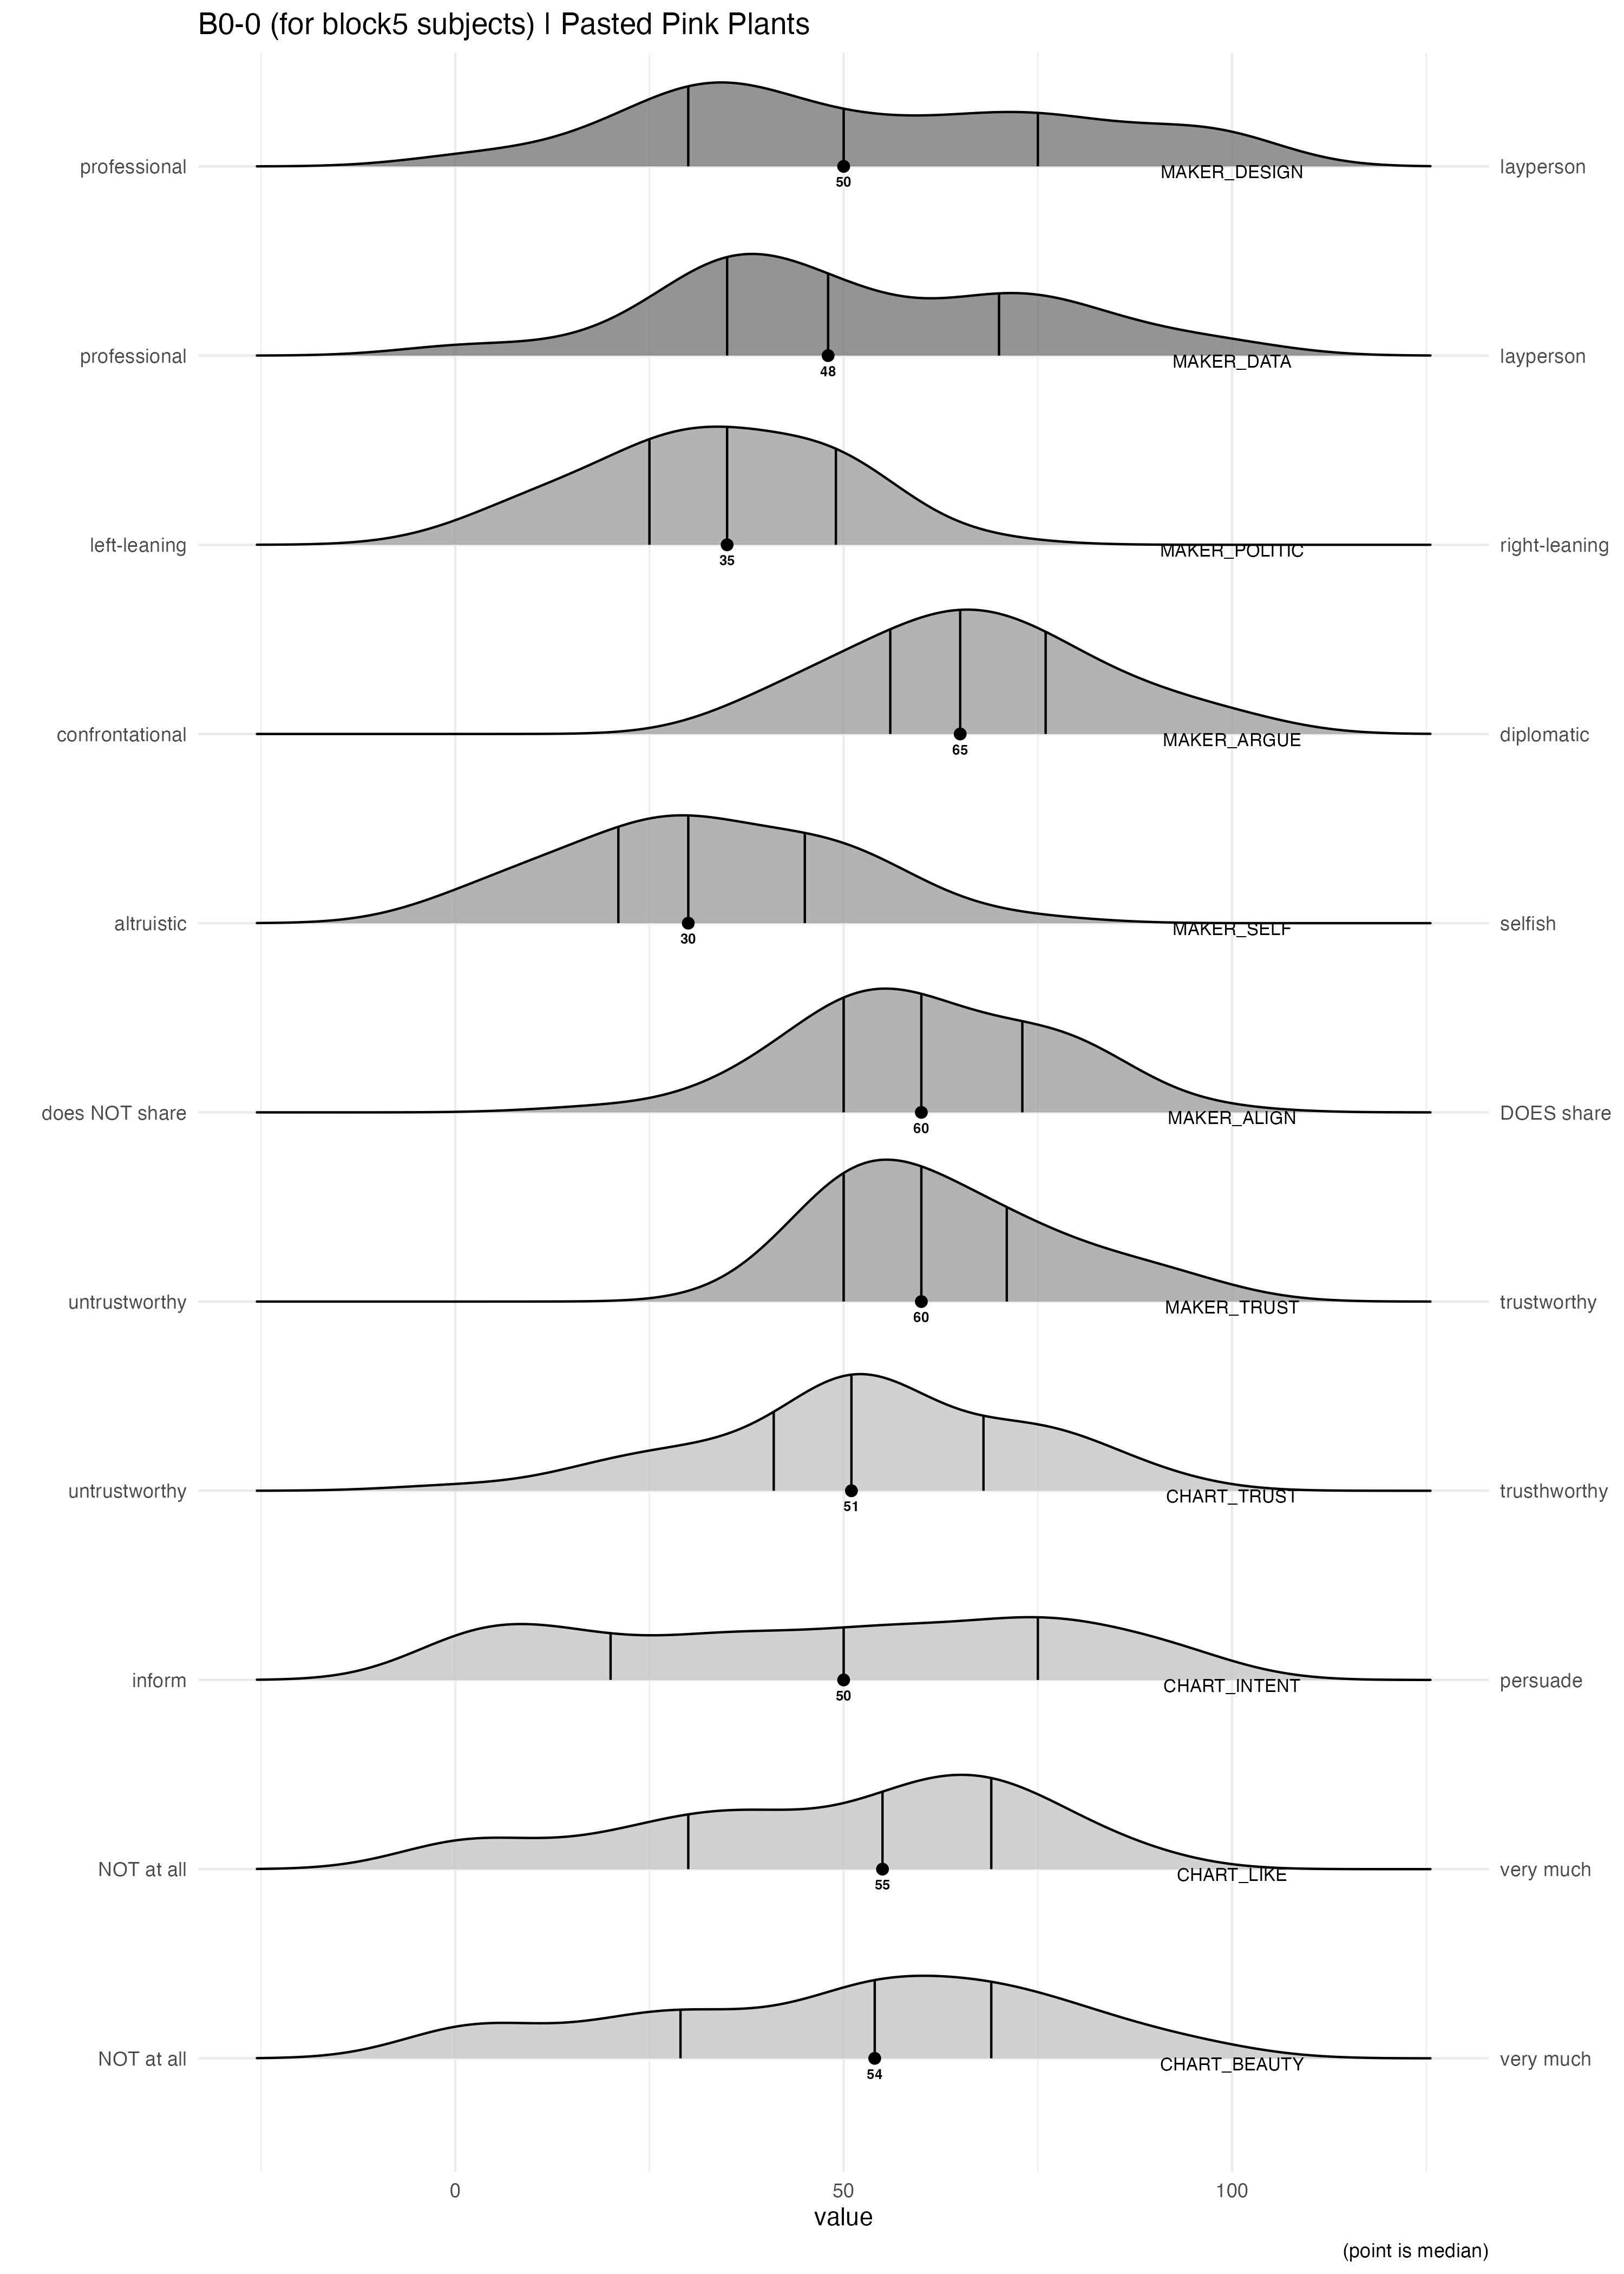 B0-0 (for block5 subjects) | Pasted Pink Plants
professional
MAKER_DESIGN
layperson
50
professional
MAKER_DATA
layperson
48
left-leaning
MAKER_POLITIC
right-leaning
35
confrontational
MAKER_ARGUE
diplomatic
65
altruistic
MAKER_SELF
selfish
30
does NOT share
MAKER_ALIGN
DOES share
60
untrustworthy
MAKER_TRUST
trustworthy
60
untrustworthy
CHART_TRUST
trusthworthy
51
inform
CHART_INTENT
persuade
50
NOT at all
CHART_LIKE
very much
55
NOT at all
CHART_BEAUTY
very much
54
0 50 100
value
(point is median)